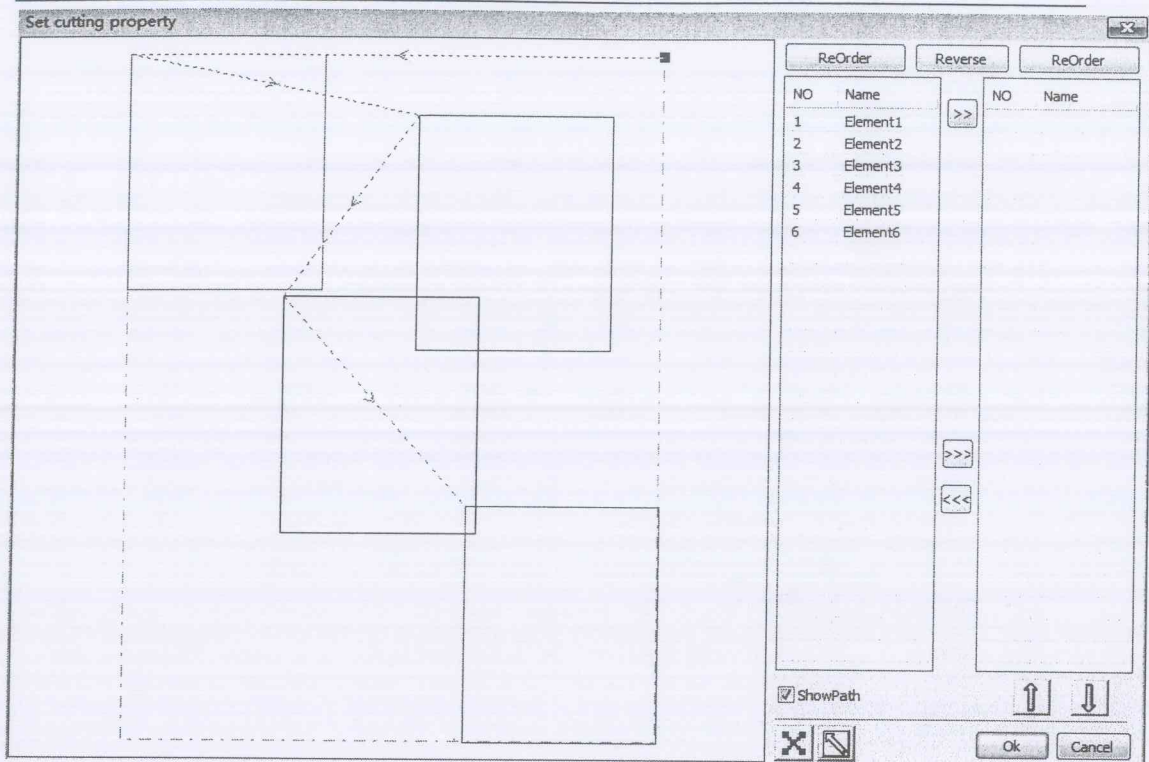 Set cutting property
ReOrder Reverse ReOrder
NO Name >> NO Name
1 Element1
2 Element2
3 Element3
4 Element4
5 Element5
6 Element6
>>>
<<<
ShowPath
Ok Cancel